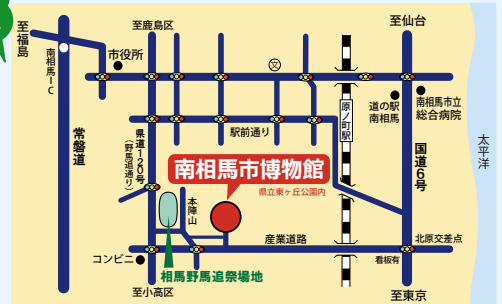 至福島
至鹿島区
至仙台
市役所
南相馬IC
文
道の駅
南相馬
南相馬市立
総合病院
原ノ町駅
太平洋
駅前通り
常磐道
県道120号
(野馬追通り)
国道6号
南相馬市博物館
県立東ヶ丘公園内
本陣山
産業道路
北原交差点
コンビニ
看板有
相馬野馬追祭場地
至小高区
至東京